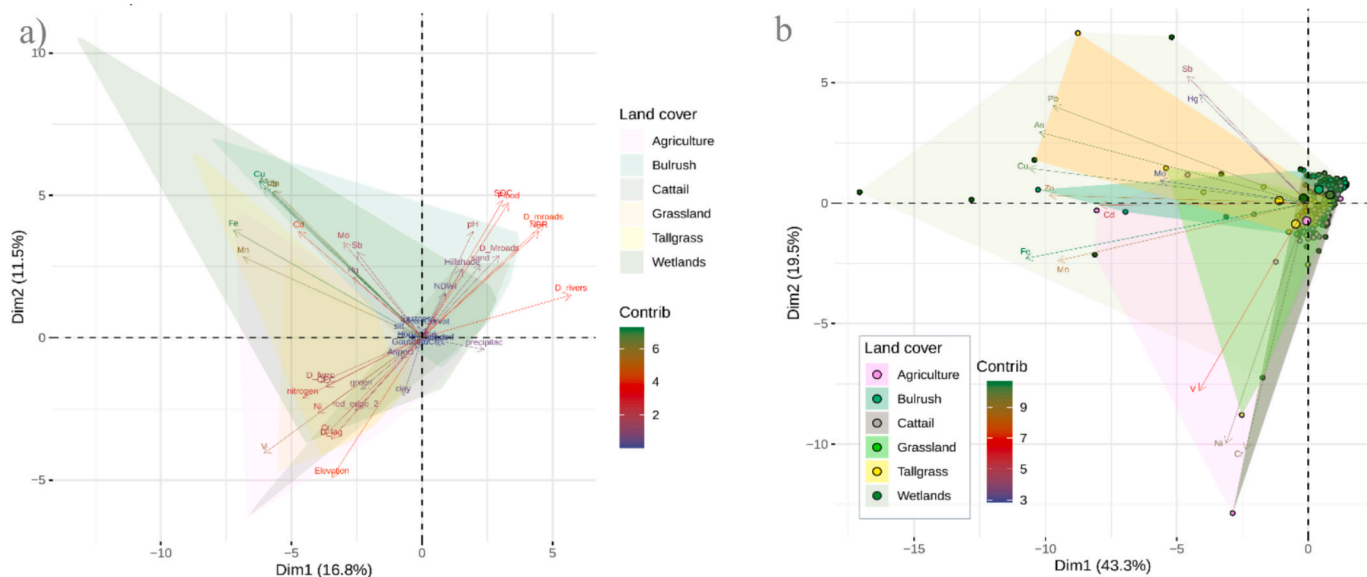 a)
10
5
0
−5
−10
−5
0
5
Dim2 (11.5%)
Dim1 (16.8%)
Cu
As
Fe
Mn
Cd
Mo
Sb
Hg
SOC
D_mroads
pH
D_Mroads
Hillshade
NDWI
D_rivers
precipitac
Aspect
clay
nitrogen
CEC
green
Ni
red_edge_2
V
Elevation
Land cover
Agriculture
Bulrush
Cattail
Grassland
Tallgrass
Wetlands
Contrib
6
4
2
b
5
0
−5
−10
−15
−10
−5
0
Dim2 (19.5%)
Dim1 (43.3%)
Sb
Hg
Pb
As
Cu
Mo
Zn
Cd
Fe
Mn
V
Ni
Cr
Land cover
Agriculture
Bulrush
Cattail
Grassland
Tallgrass
Wetlands
Contrib
9
7
5
3